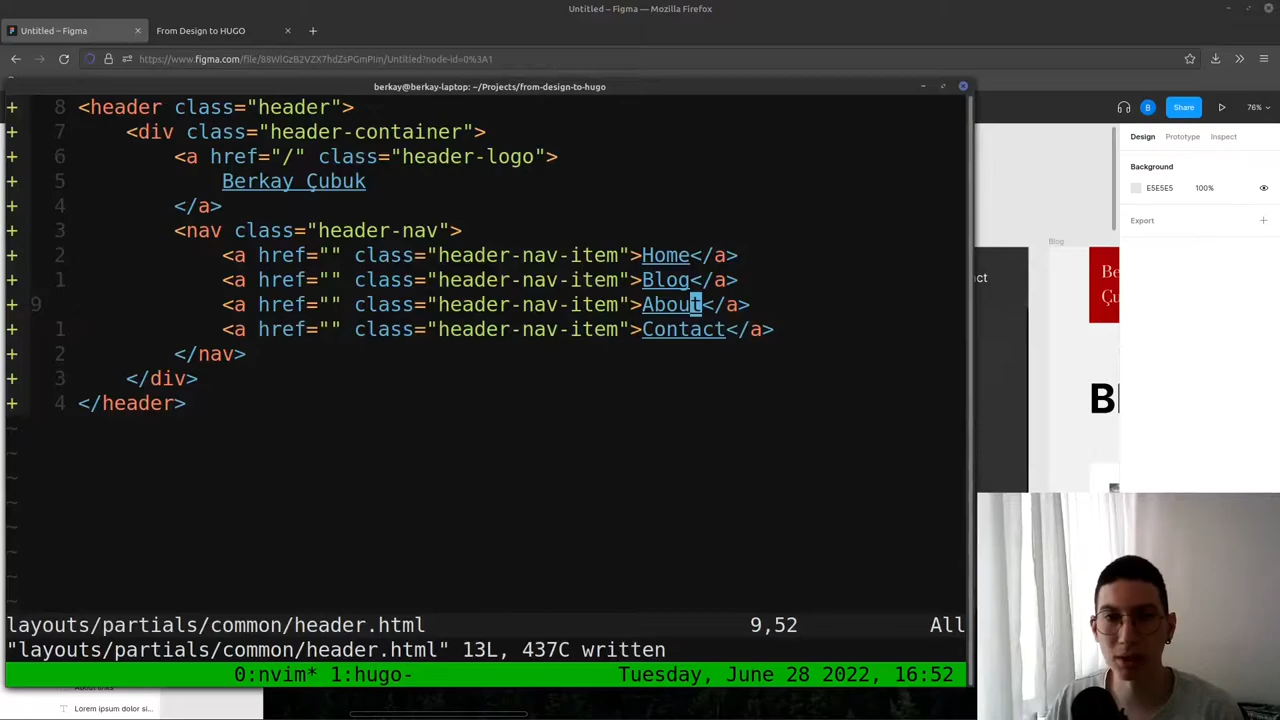 Untitled – Figma — Mozilla Firefox
Untitled – Figma
From Design to HUGO
https://www.figma.com/file/88WlGzB2VZX7hdZsPGmPIm/Untitled?node-id=0%3A1
berkay@berkay-laptop: ~/Projects/from-design-to-hugo
B Share 76%
Design Prototype Inspect
Background
E5E5E5 100%
Export
Blog
+ 8 <header class="header">
+ 7 <div class="header-container">
+ 6 <a href="/" class="header-logo">
+ 5 Berkay Çubuk
+ 4 </a>
+ 3 <nav class="header-nav">
+ 2 <a href="" class="header-nav-item">Home</a>
+ 1 <a href="" class="header-nav-item">Blog</a>
+ 9 <a href="" class="header-nav-item">About</a>
+ 1 <a href="" class="header-nav-item">Contact</a>
+ 2 </nav>
+ 3 </div>
+ 4 </header>
~
~
~
~
~
~
~
~
layouts/partials/common/header.html 9,52 All
"layouts/partials/common/header.html" 13L, 437C written
0:nvim* 1:hugo- Tuesday, June 28 2022, 16:52
Lorem ipsum dolor si...